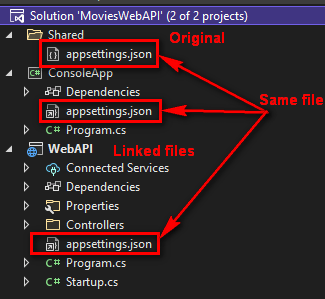 Solution 'MoviesWebAPI' (2 of 2 projects)
Shared
Original
appsettings.json
ConsoleApp
Dependencies
Same file
appsettings.json
C# Program.cs
WebAPI
Linked files
Connected Services
Dependencies
Properties
Controllers
appsettings.json
C# Program.cs
C# Startup.cs